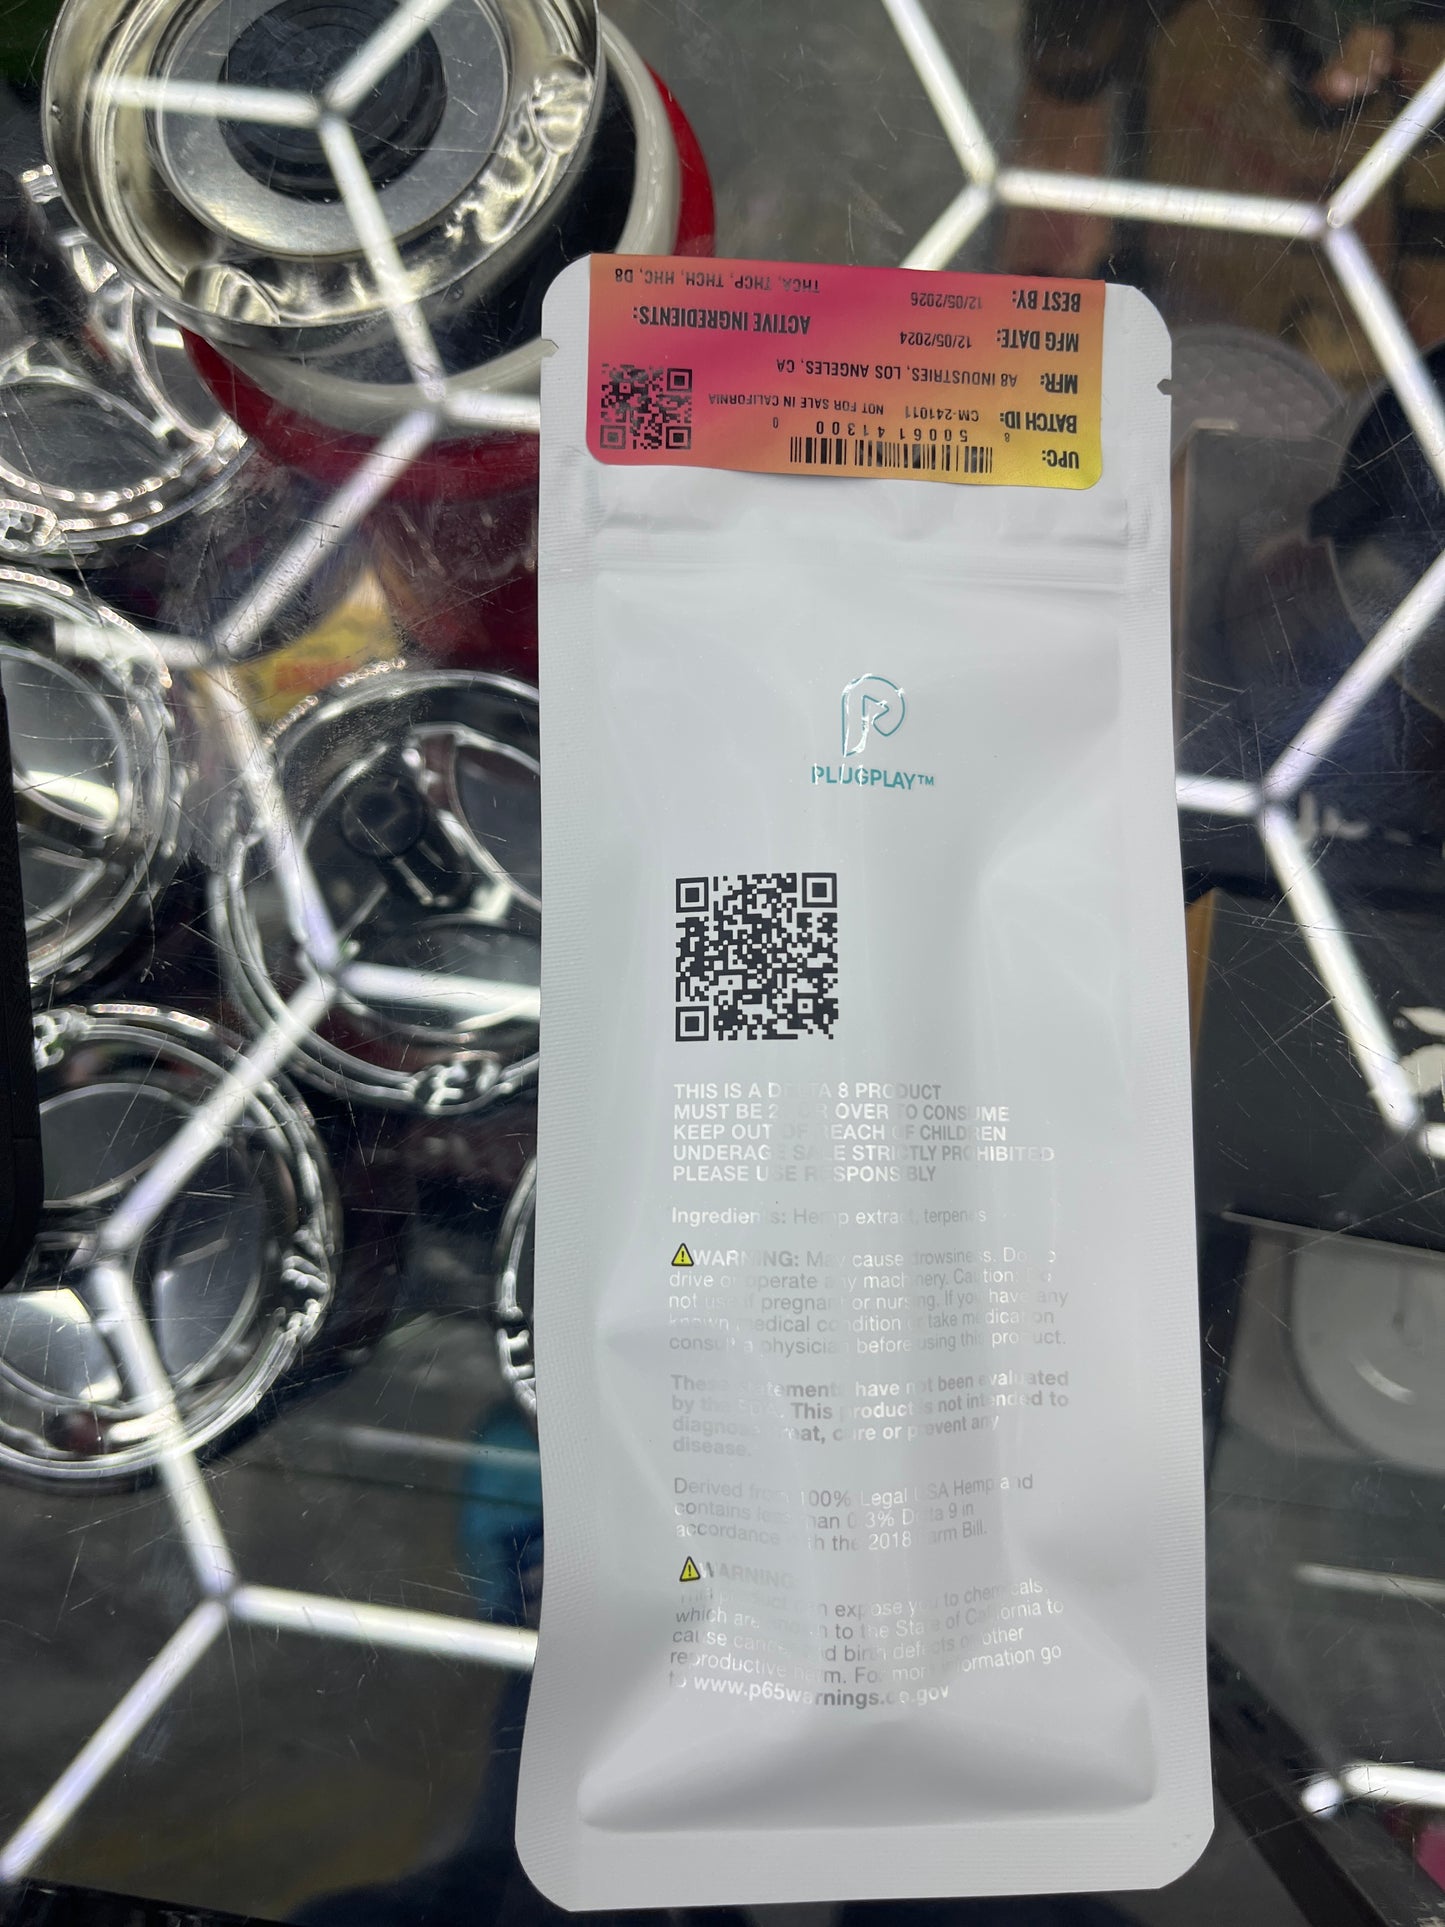 UPC:
8 50061 41300 0
BATCH ID: CM-241011 NOT FOR SALE IN CALIFORNIA
MFR: A8 INDUSTRIES, LOS ANGELES, CA
MFG DATE: 12/05/2024
BEST BY: 12/05/2026
ACTIVE INGREDIENTS:
THCA, THCP, THCH, HHC, D8
PLUGPLAY™
THIS IS A DELTA 8 PRODUCT
MUST BE 21 OR OVER TO CONSUME
KEEP OUT OF REACH OF CHILDREN
UNDERAGE SALE STRICTLY PROHIBITED
PLEASE USE RESPONSIBLY
Ingredients: Hemp extract, terpenes
WARNING: May cause drowsiness. Do not
drive or operate any machinery. Caution: Do
not use if pregnant or nursing. If you have any
known medical condition or take medication
consult a physician before using this product.
These statements have not been evaluated
by the FDA. This product is not intended to
diagnose, treat, cure or prevent any
disease.
Derived from 100% Legal USA Hemp and
contains less than 0.3% Delta 9 in
accordance with the 2018 Farm Bill.
WARNING:
This product can expose you to chemicals.
which are known to the State of California to
cause cancer and birth defects or other
reproductive harm. For more information go
to www.p65warnings.ca.gov